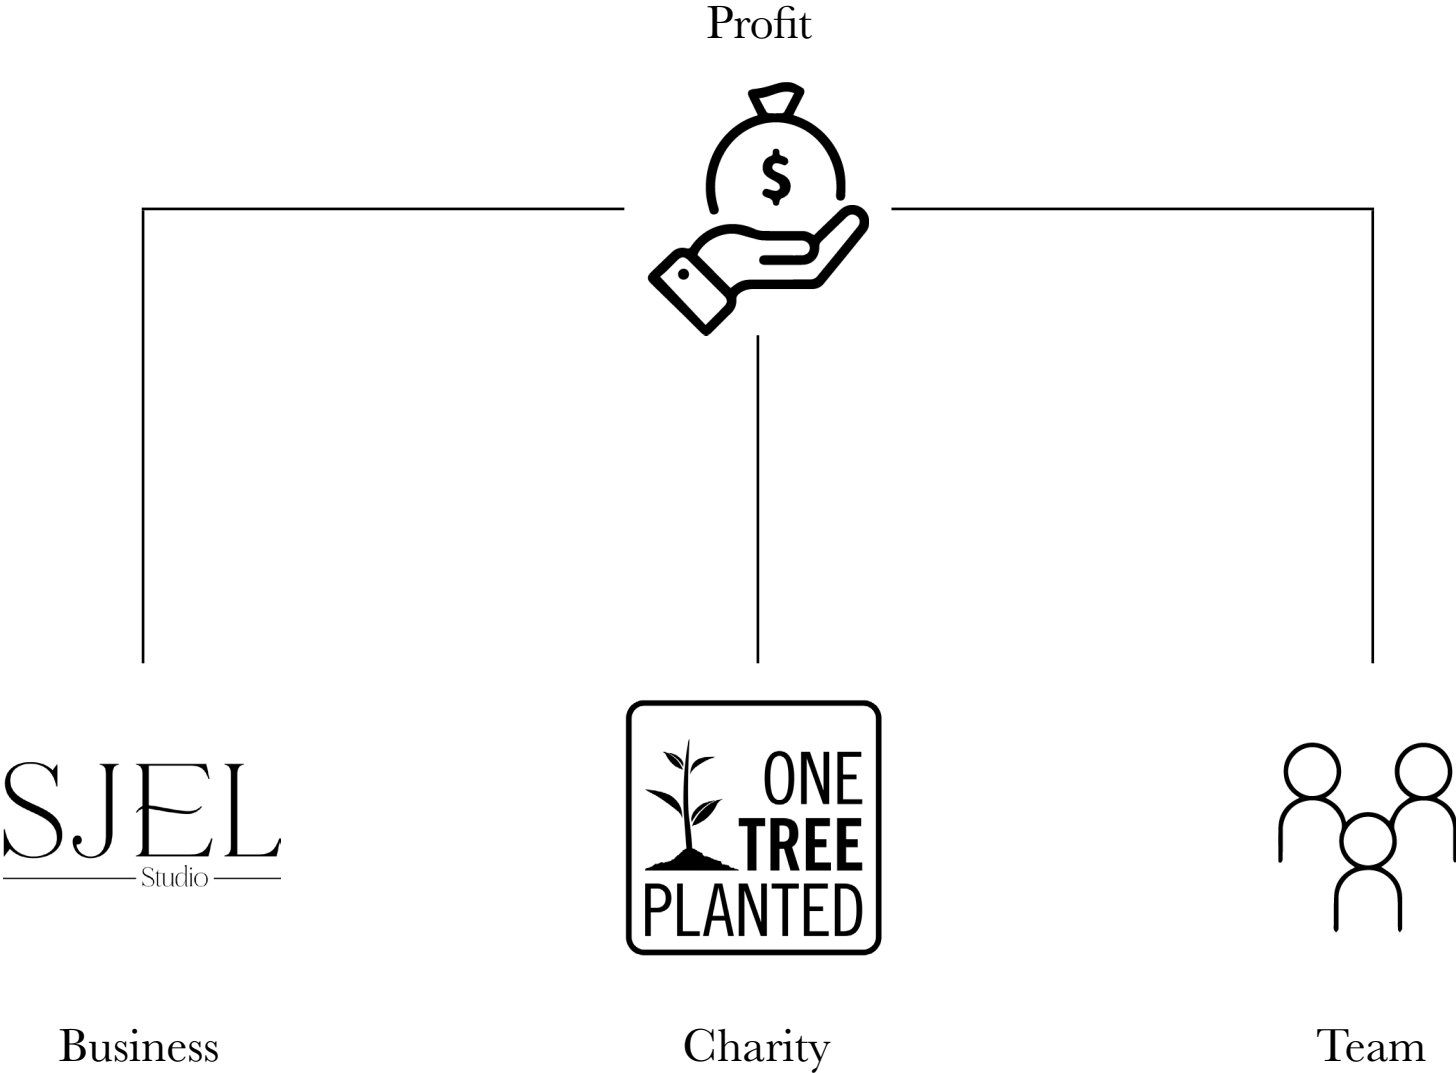 Profit
$
SJEL
Studio
ONE
TREE
PLANTED
Business
Charity
Team